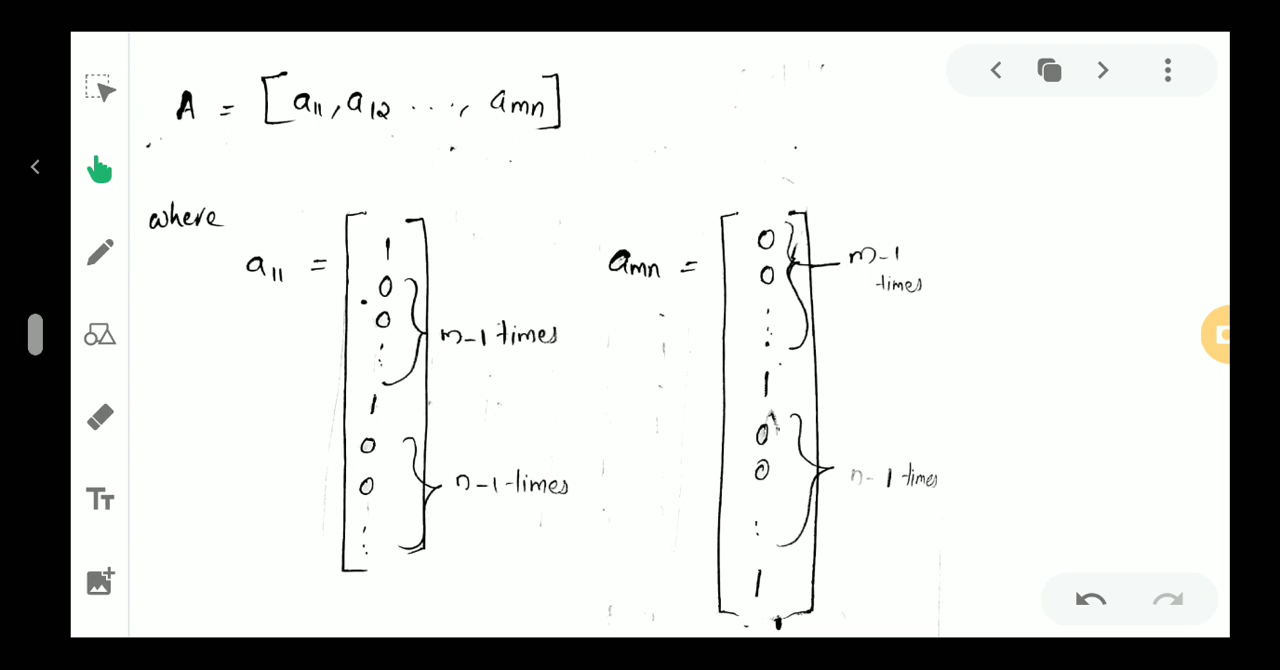 A = [a11, a12 ..., amn]
where
a11 = [1 0 0 ⋮ 1 0 0 ⋮]
m-1 times
n-1 times
amn = [0 0 ⋮ 1 0 0 ⋮ 1]
m-1 times
n-1 times
TT